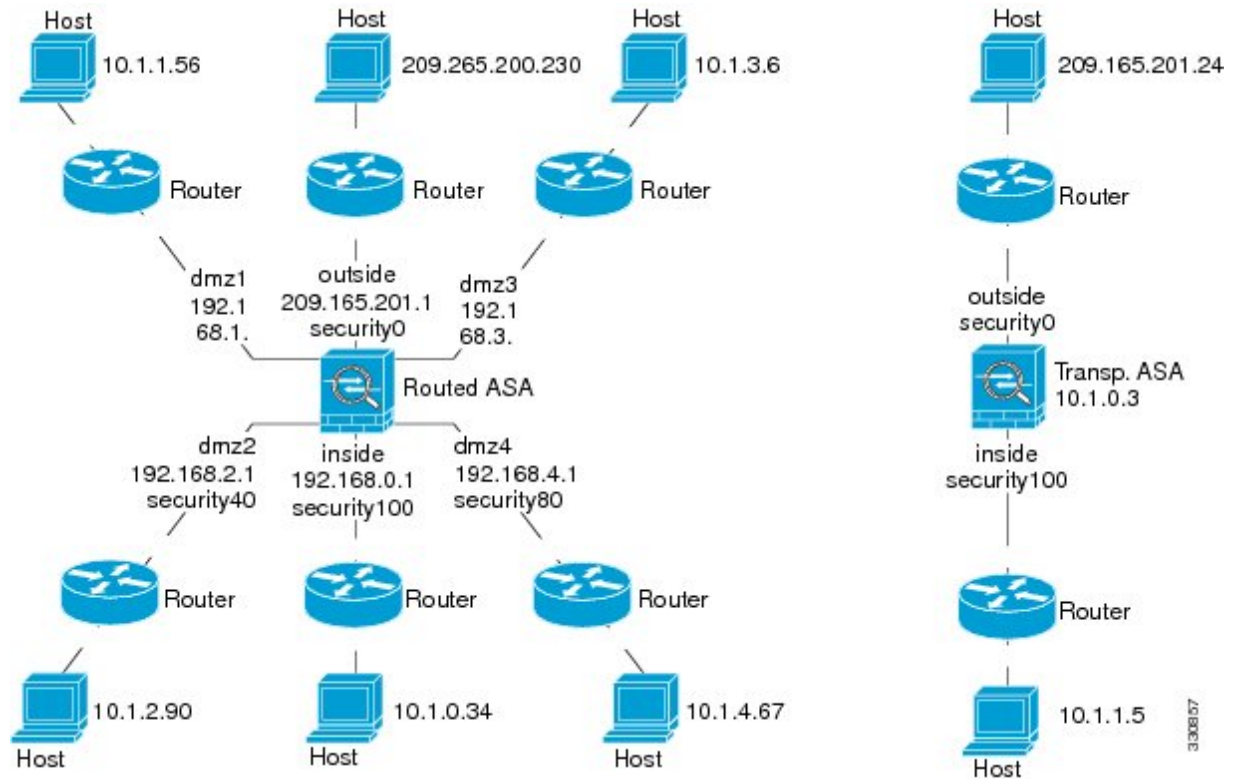 Host
Host
Host
Host
10.1.1.56
209.265.200.230
10.1.3.6
209.165.201.24
Router
Router
Router
Router
dmz1
192.1
68.1.
outside
209.165.201.1
security0
dmz3
192.1
68.3.
outside
security0
Routed ASA
Transp. ASA
10.1.0.3
dmz2
192.168.2.1
security40
inside
192.168.0.1
security100
dmz4
192.168.4.1
security80
inside
security100
Router
Router
Router
Router
10.1.2.90
10.1.0.34
10.1.4.67
10.1.1.5
Host
Host
Host
Host
330857